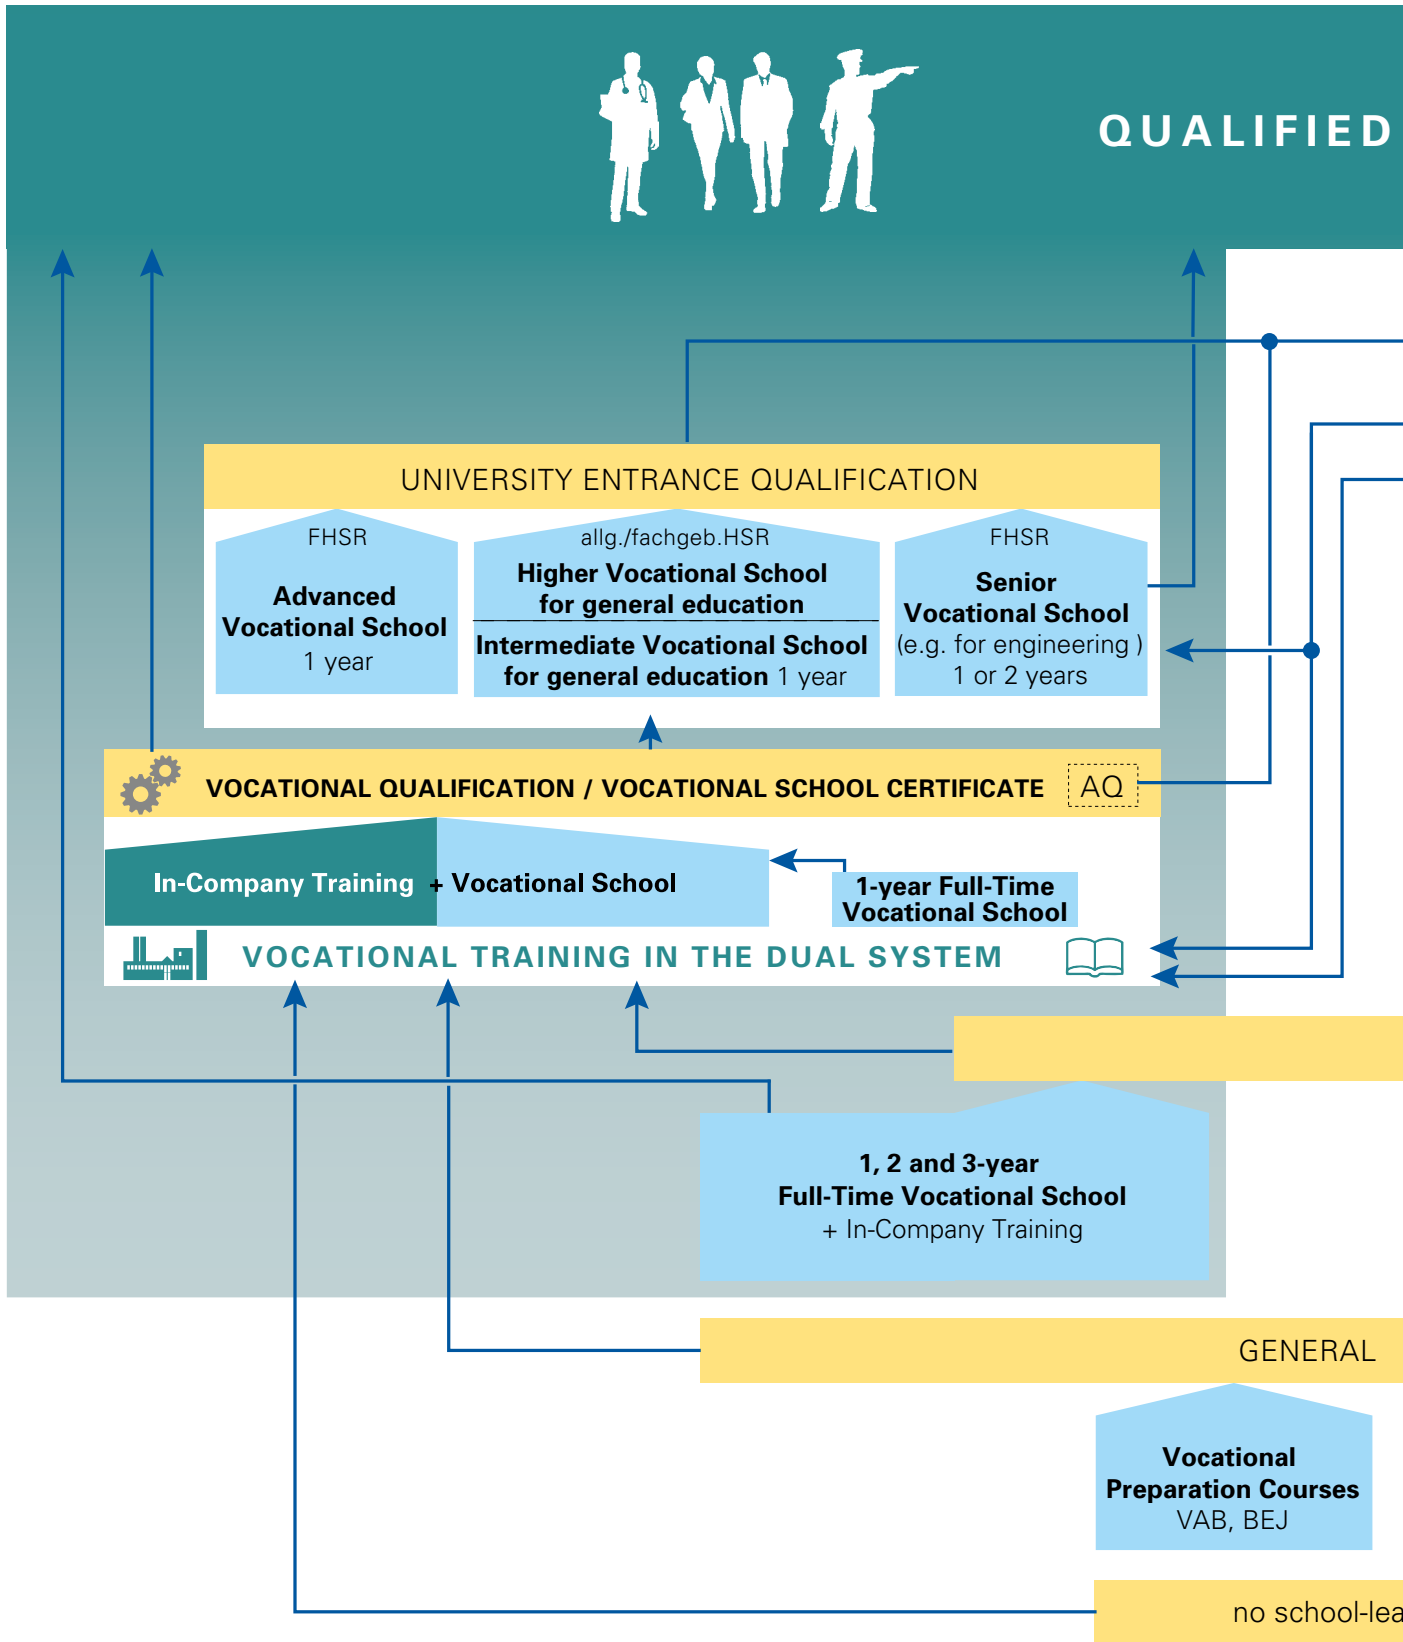 QUALIFIED
UNIVERSITY ENTRANCE QUALIFICATION
FHSR
Advanced
Vocational School
1 year
allg./fachgeb.HSR
Higher Vocational School
for general education
Intermediate Vocational School
for general education 1 year
FHSR
Senior
Vocational School
(e.g. for engineering )
1 or 2 years
VOCATIONAL QUALIFICATION / VOCATIONAL SCHOOL CERTIFICATE
AQ
In-Company Training + Vocational School
1-year Full-Time
Vocational School
VOCATIONAL TRAINING IN THE DUAL SYSTEM
1, 2 and 3-year
Full-Time Vocational School
+ In-Company Training
GENERAL
Vocational
Preparation Courses
VAB, BEJ
no school-lea